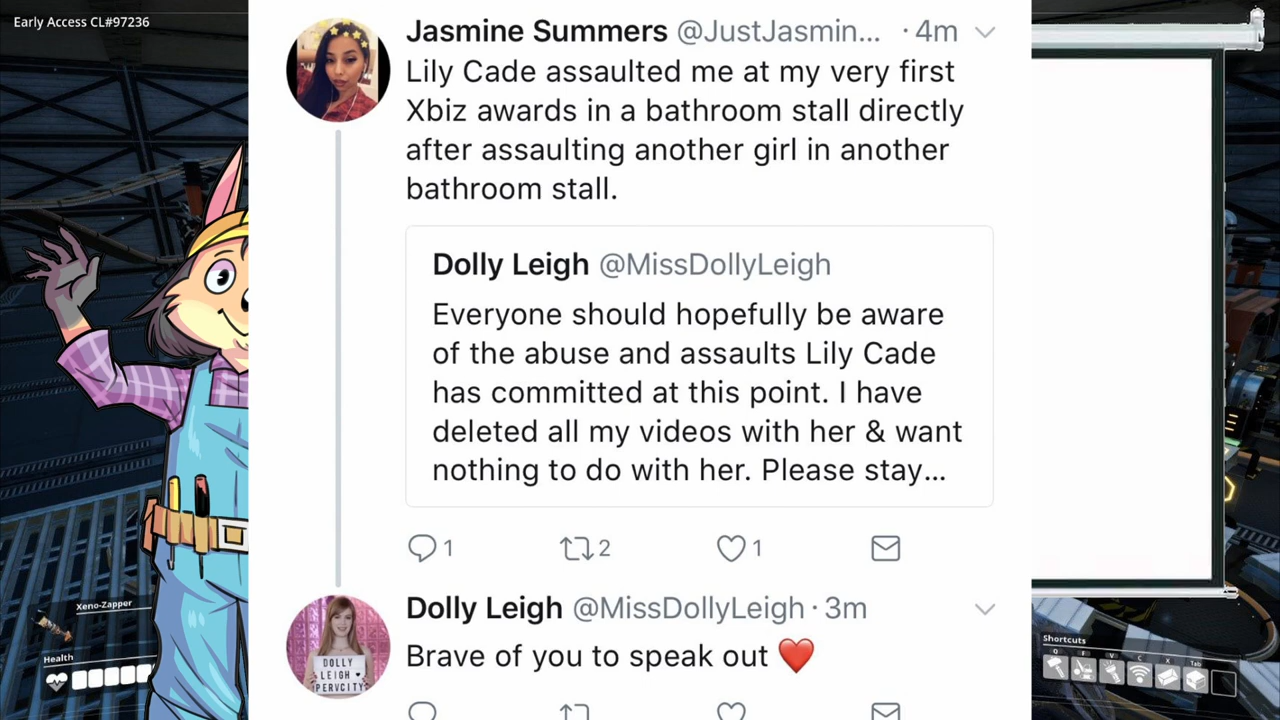 Early Access CL#97236
Jasmine Summers @JustJasmin... · 4m
Lily Cade assaulted me at my very first
Xbiz awards in a bathroom stall directly
after assaulting another girl in another
bathroom stall.
Dolly Leigh @MissDollyLeigh
Everyone should hopefully be aware
of the abuse and assaults Lily Cade
has committed at this point. I have
deleted all my videos with her & want
nothing to do with her. Please stay...
1 2 1
Dolly Leigh @MissDollyLeigh · 3m
Brave of you to speak out ❤️
DOLLY
LEIGH ♥
PERVCITY
Xeno-Zapper
Health
Shortcuts
Q F V C X Tab